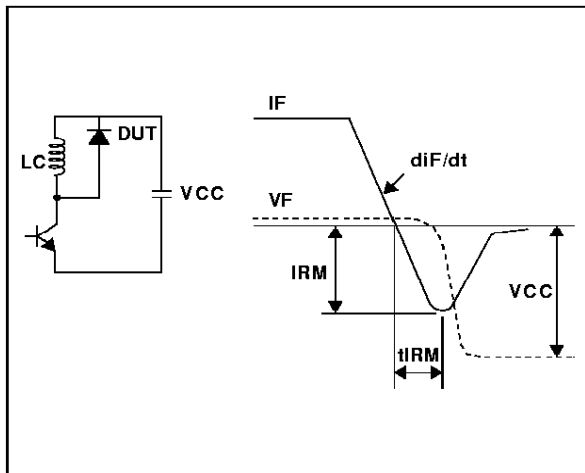 DUT
LC
VCC
IF
diF/dt
VF
IRM
VCC
tIRM